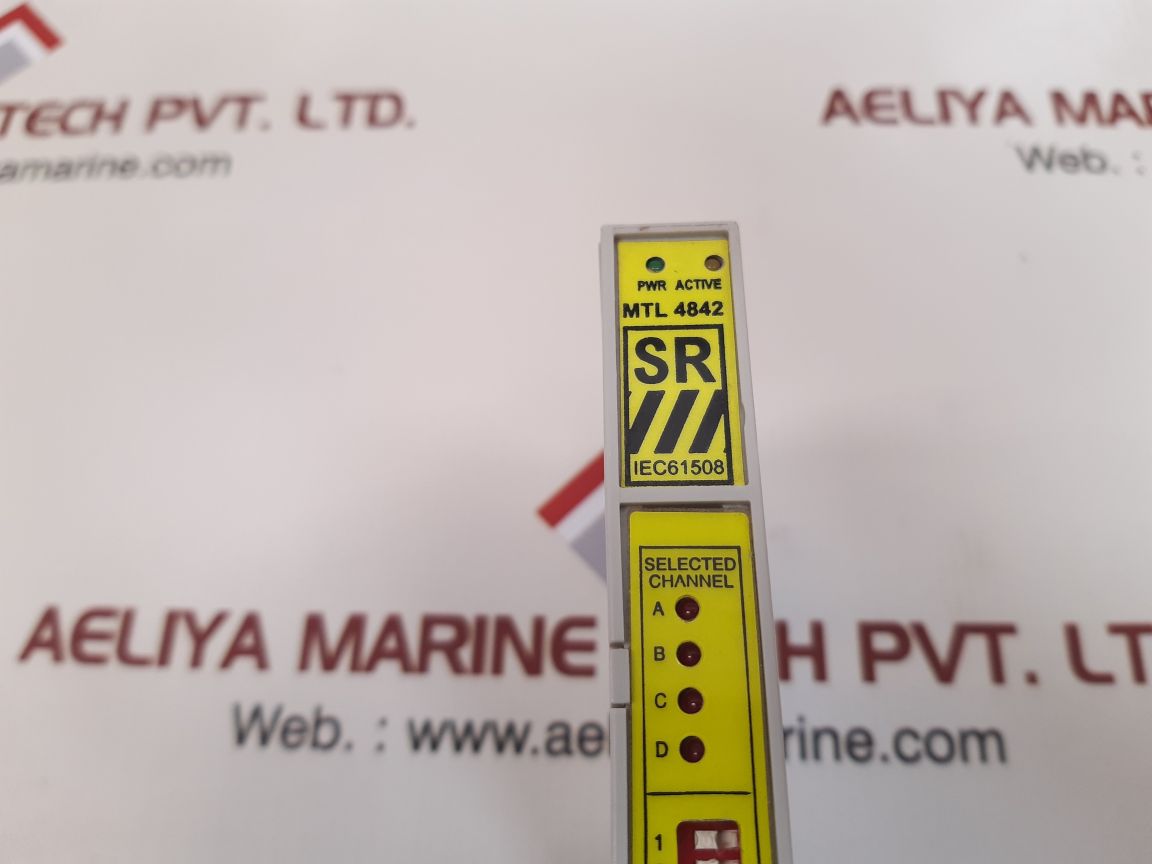 TECH PVT. LTD.
amarine.com
AELIYA MAR
Web. :
PWR ACTIVE
MTL 4842
SR
IEC61508
SELECTED
CHANNEL
A
B
C
D
1
AELIYA MARINE
H PVT. LT
Web. : www.ae
rine.com